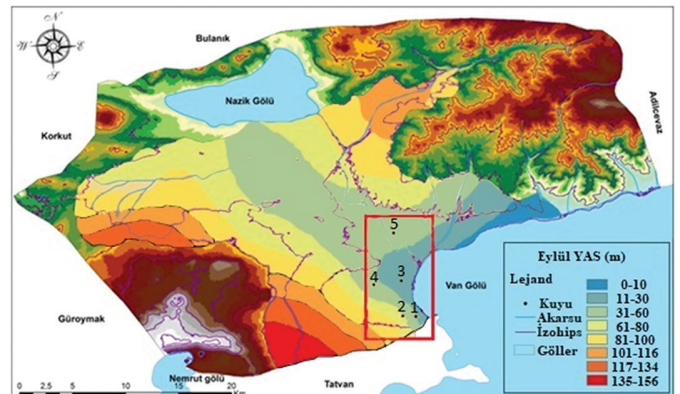 Bulanık
N
W
E
S
Nazik Gölü
Korkut
Adilcevaz
5
3
4
2
1
Van Gölü
Güroymak
Nemrut gölü
Tatvan
0 2.5 5 10 15 20
Eylül YAS (m)
Lejand
Kuyu
Akarsu
İzohips
Göller
0-10
11-30
31-60
61-80
81-100
101-116
117-134
135-156